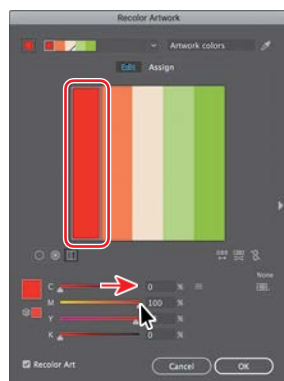 Recolor Artwork
Artwork colors
Edit Assign
None
C 0 %
M 100 %
Y %
K 0 %
Recolor Art Cancel OK